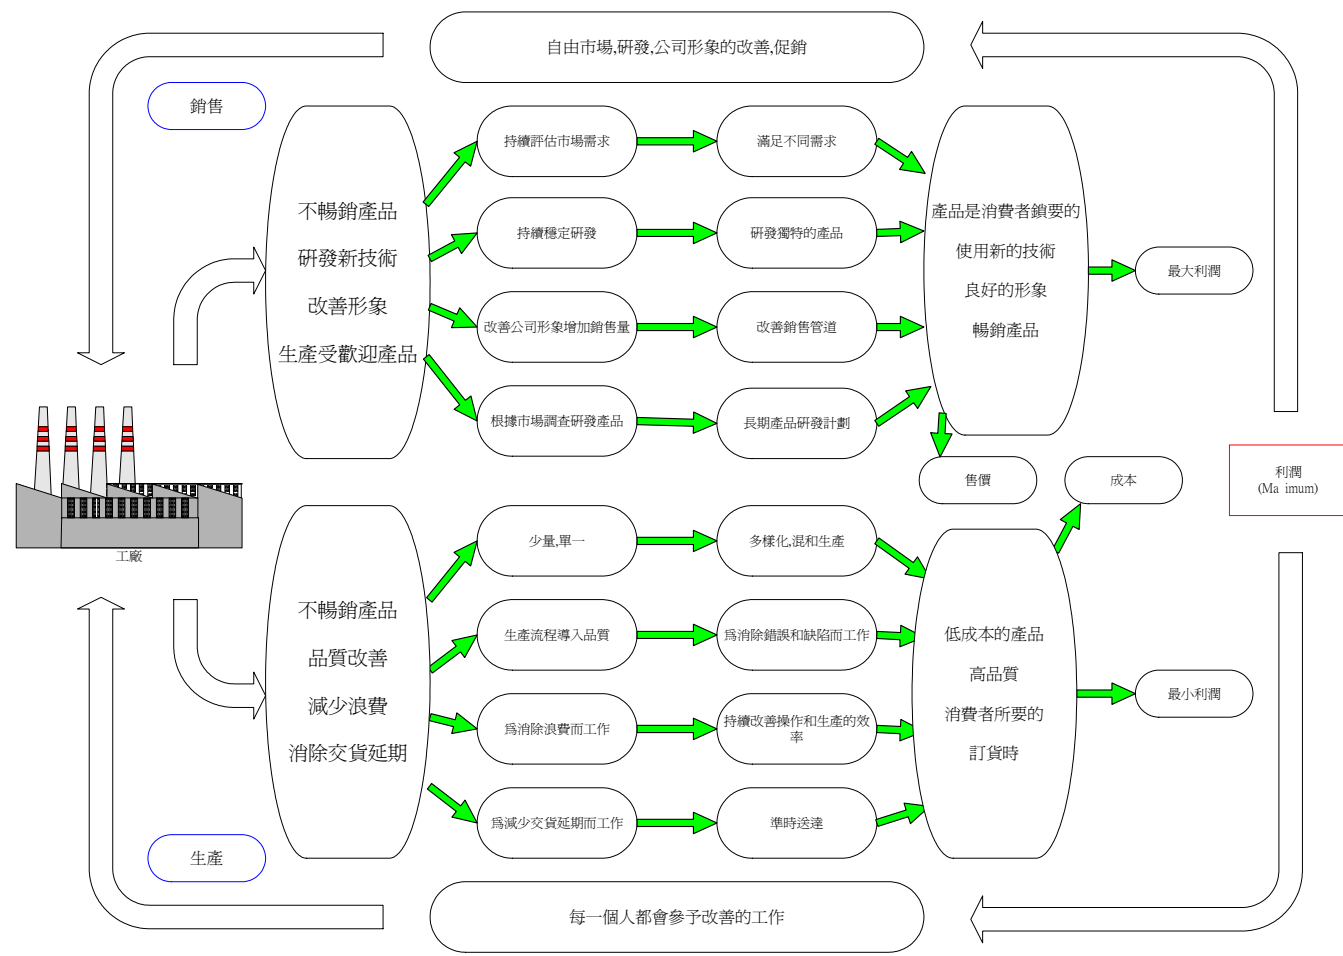 自由市場,研發,公司形象的改善,促銷
銷售
不暢銷產品
研發新技術
改善形象
生產受歡迎產品
持續評估市場需求
滿足不同需求
持續穩定研發
研發獨特的產品
改善公司形象增加銷售量
改善銷售管道
根據市場調查研發產品
長期產品研發計劃
產品是消費者鎖要的
使用新的技術
良好的形象
暢銷產品
最大利潤
售價
成本
利潤
(Ma imum)
工廠
不暢銷產品
品質改善
減少浪費
消除交貨延期
少量,單一
多樣化,混和生產
生產流程導入品質
為消除錯誤和缺陷而工作
為消除浪費而工作
持續改善操作和生產的效
率
為減少交貨延期而工作
準時送達
低成本的產品
高品質
消費者所要的
訂貨時
最小利潤
生產
每一個人都會參予改善的工作